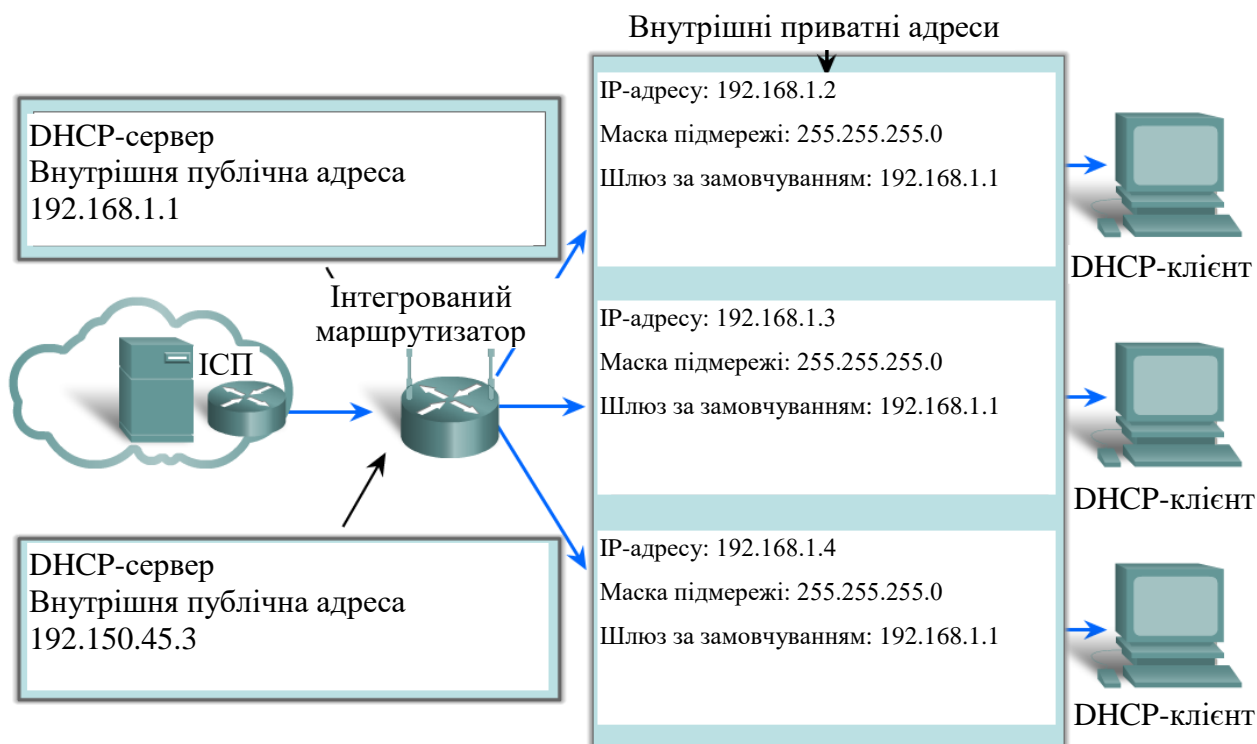 Внутрішні приватні адреси
DHCP-сервер
Внутрішня публічна адреса
192.168.1.1
IP-адресу: 192.168.1.2
Маска підмережі: 255.255.255.0
Шлюз за замовчуванням: 192.168.1.1
DHCP-клієнт
Інтегрований
маршрутизатор
ІСП
IP-адресу: 192.168.1.3
Маска підмережі: 255.255.255.0
Шлюз за замовчуванням: 192.168.1.1
DHCP-клієнт
DHCP-сервер
Внутрішня публічна адреса
192.150.45.3
IP-адресу: 192.168.1.4
Маска підмережі: 255.255.255.0
Шлюз за замовчуванням: 192.168.1.1
DHCP-клієнт